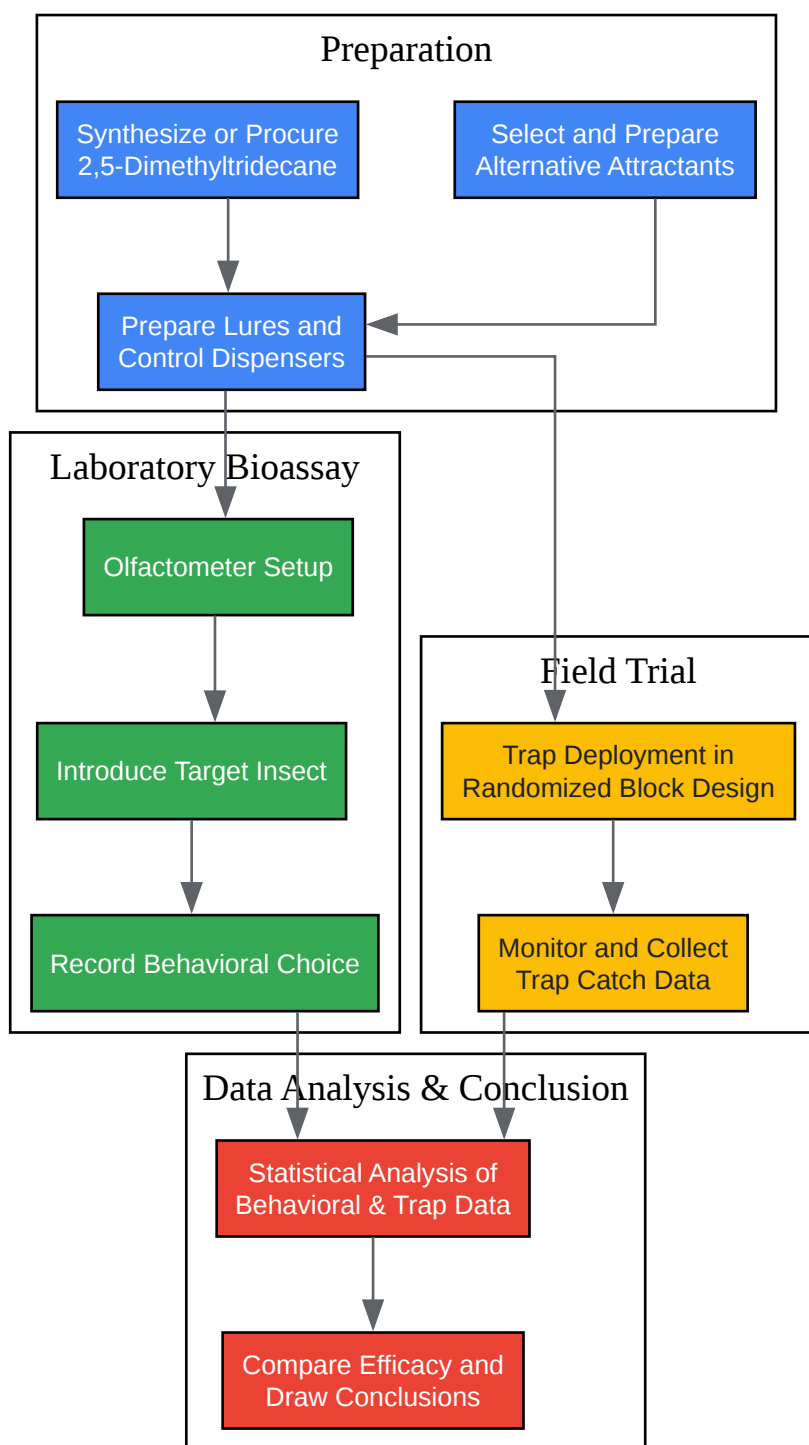 Preparation
Synthesize or Procure
2,5-Dimethyltridecane
Select and Prepare
Alternative Attractants
Prepare Lures and
Control Dispensers
Laboratory Bioassay
Olfactometer Setup
Introduce Target Insect
Record Behavioral Choice
Field Trial
Trap Deployment in
Randomized Block Design
Monitor and Collect
Trap Catch Data
Data Analysis & Conclusion
Statistical Analysis of
Behavioral & Trap Data
Compare Efficacy and
Draw Conclusions